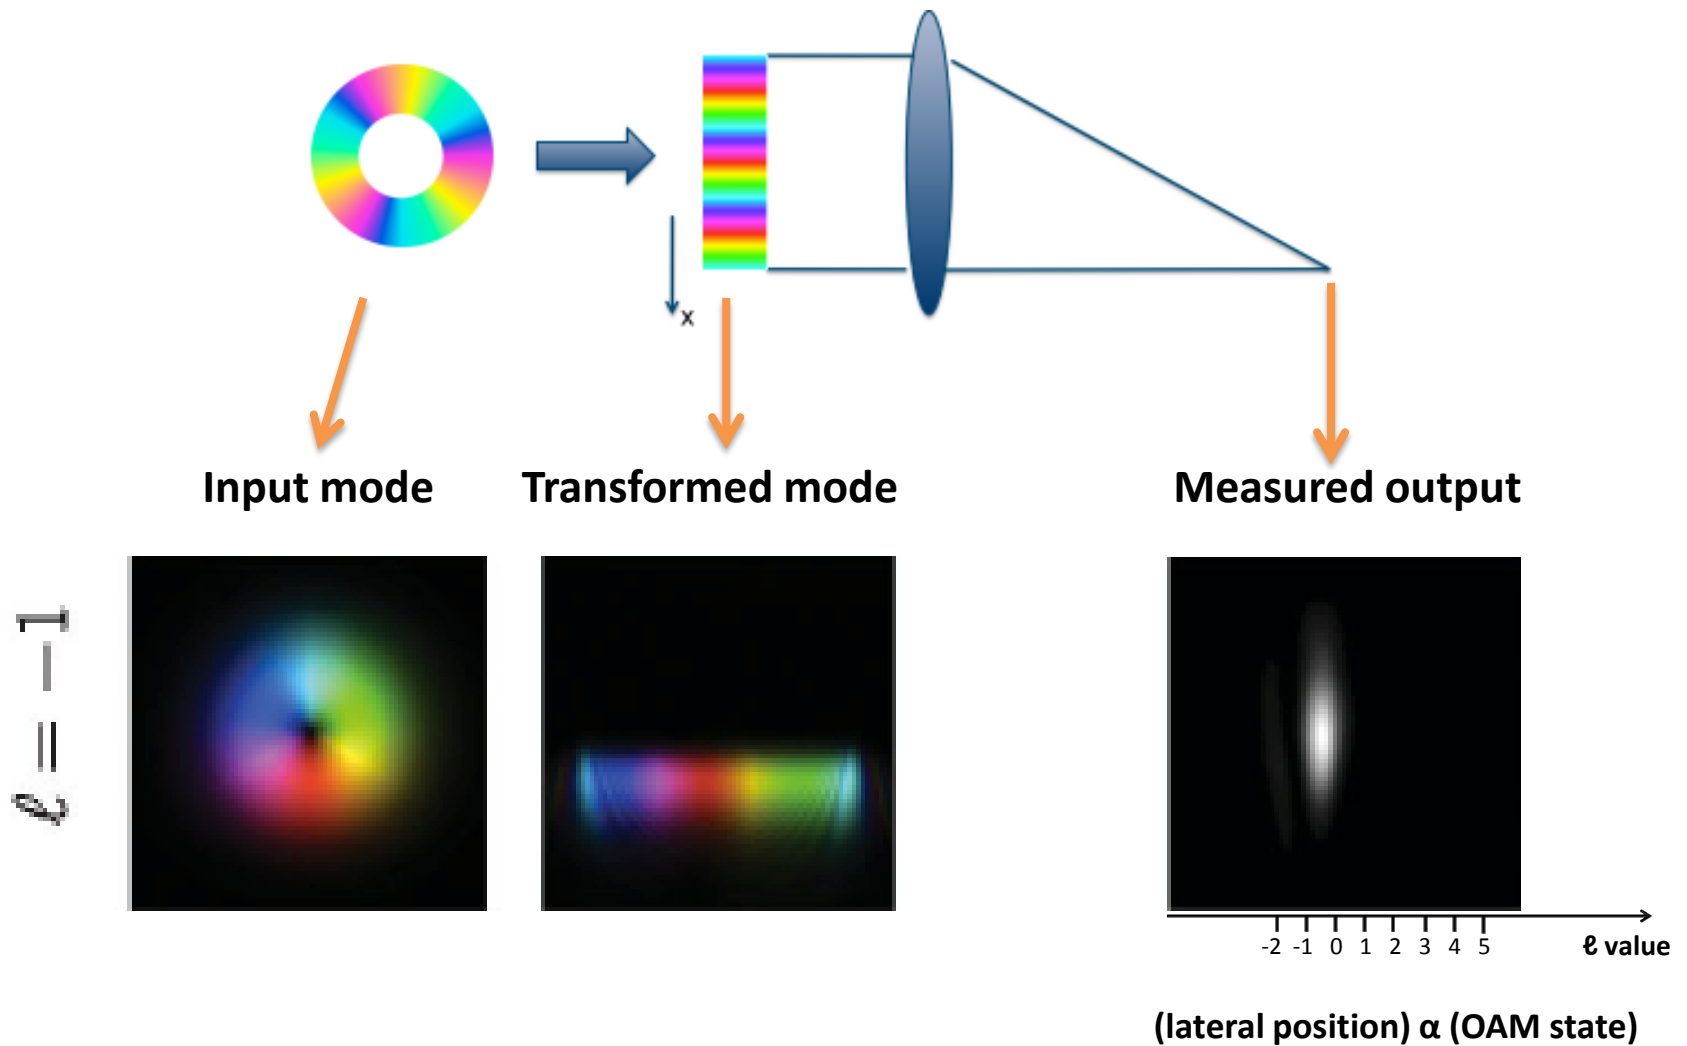 x
Input mode
Transformed mode
Measured output
ℓ = −1
-2 -1 0 1 2 3 4 5
ℓ value
(lateral position) α (OAM state)